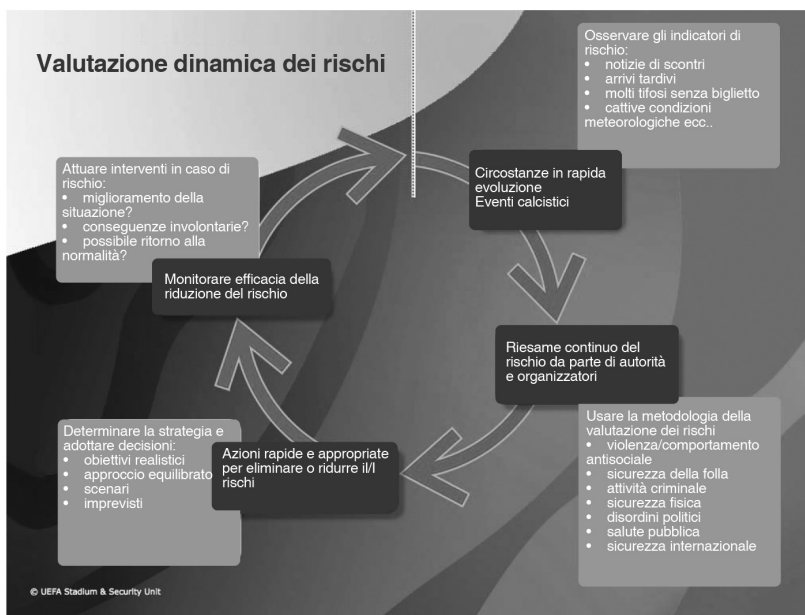 Valutazione dinamica dei rischi
Osservare gli indicatori di
rischio:
• notizie di scontri
• arrivi tardivi
• molti tifosi senza biglietto
• cattive condizioni
meteorologiche ecc..
Circostanze in rapida
evoluzione
Eventi calcistici
Riesame continuo del
rischio da parte di autorità
e organizzatori
Usare la metodologia della
valutazione dei rischi
• violenza/comportamento
antisociale
• sicurezza della folla
• attività criminale
• sicurezza fisica
• disordini politici
• salute pubblica
• sicurezza internazionale
Azioni rapide e appropriate
per eliminare o ridurre il/I
rischi
Determinare la strategia e
adottare decisioni:
• obiettivi realistici
• approccio equilibrato
• scenari
• imprevisti
Monitorare efficacia della
riduzione del rischio
Attuare interventi in caso di
rischio:
• miglioramento della
situazione?
• conseguenze involontarie?
• possibile ritorno alla
normalità?
© UEFA Stadium & Security Unit